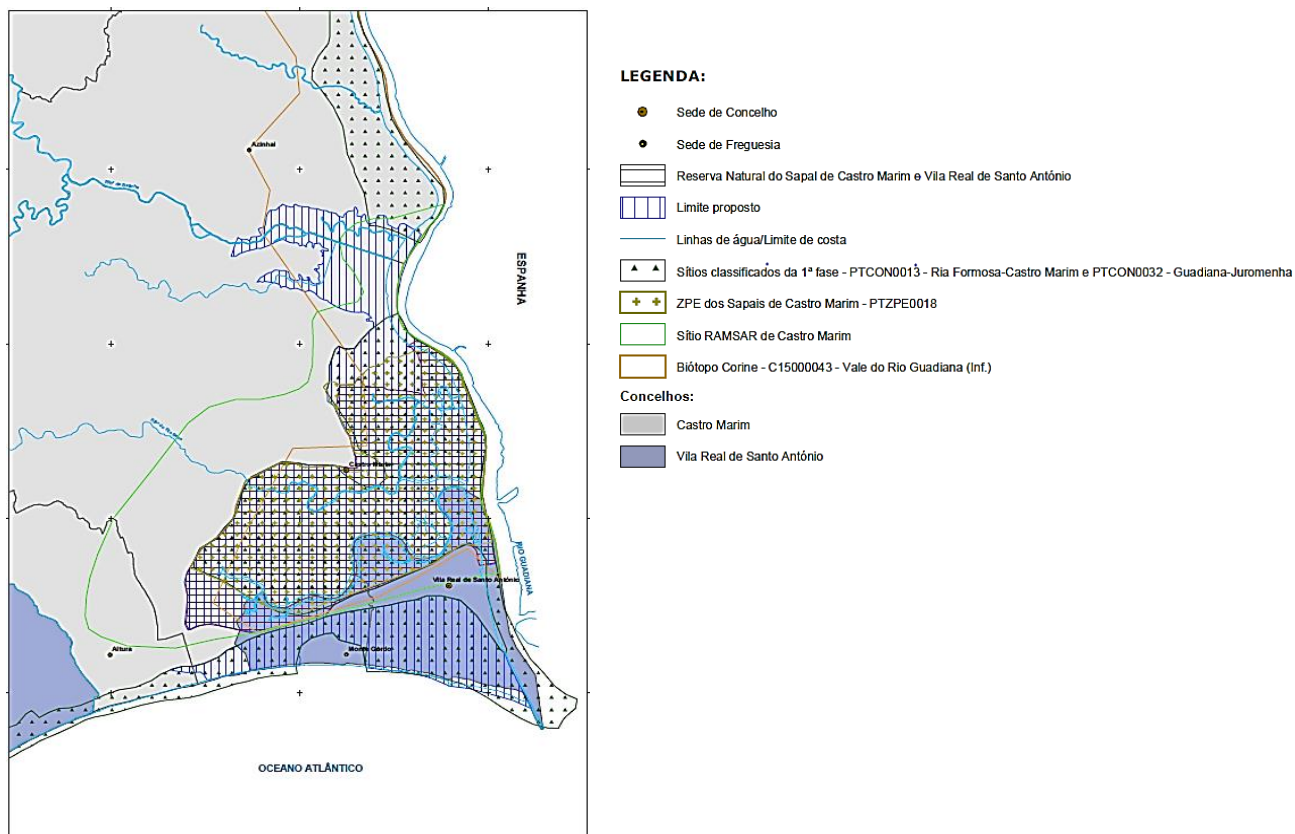 Azinhal
ESPANHA
Castro Marim
RIO GUADIANA
Vila Real de Santo António
Altura
Monte Gordo
OCEANO ATLÂNTICO
LEGENDA:
Sede de Concelho
Sede de Freguesia
Reserva Natural do Sapal de Castro Marim e Vila Real de Santo António
Limite proposto
Linhas de água/Limite de costa
Sítios classificados da 1ª fase - PTCON0013 - Ria Formosa-Castro Marim e PTCON0032 - Guadiana-Juromenha
ZPE dos Sapais de Castro Marim - PTZPE0018
Sítio RAMSAR de Castro Marim
Biótopo Corine - C15000043 - Vale do Rio Guadiana (Inf.)
Concelhos:
Castro Marim
Vila Real de Santo António